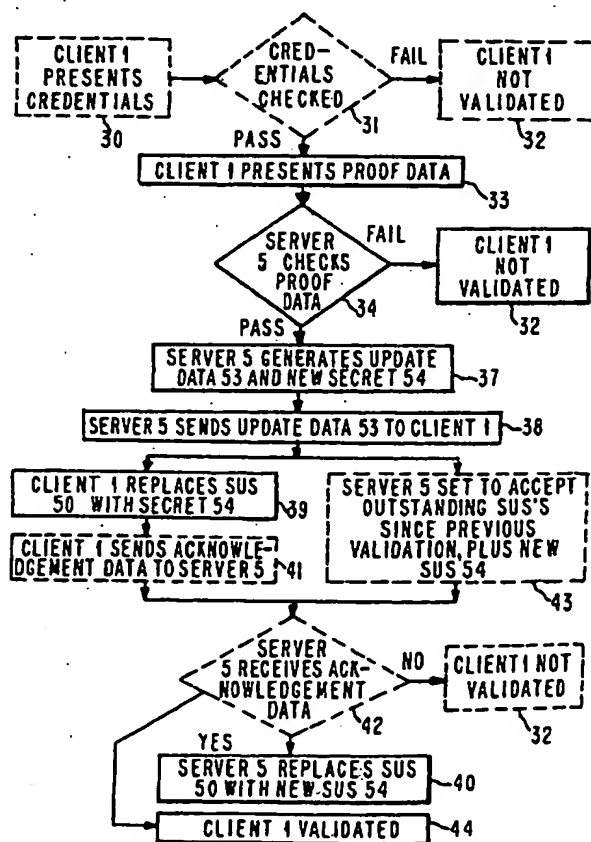 CLIENT 1
PRESENTS
CREDENTIALS
30
CRED-
ENTIALS
CHECKED
31
FAIL
CLIENT 1
NOT
VALIDATED
32
PASS
CLIENT 1 PRESENTS PROOF DATA
33
SERVER
5 CHECKS
PROOF
DATA
34
FAIL
CLIENT 1
NOT
VALIDATED
32
PASS
SERVER 5 GENERATES UPDATE
DATA 53 AND NEW SECRET 54
37
SERVER 5 SENDS UPDATE DATA 53 TO CLIENT 1
38
CLIENT 1 REPLACES SUS
50 WITH SECRET 54
39
CLIENT 1 SENDS ACKNOWLE-
DGEMENT DATA TO SERVER 5
41
SERVER 5 SET TO ACCEPT
OUTSTANDING SUS'S
SINCE PREVIOUS
VALIDATION, PLUS NEW
SUS 54
43
SERVER
5 RECEIVES ACK-
NOWLEDGEMENT
DATA
42
NO
CLIENT 1 NOT
VALIDATED
32
YES
SERVER 5 REPLACES SUS
50 WITH NEW SUS 54
40
CLIENT 1 VALIDATED
44